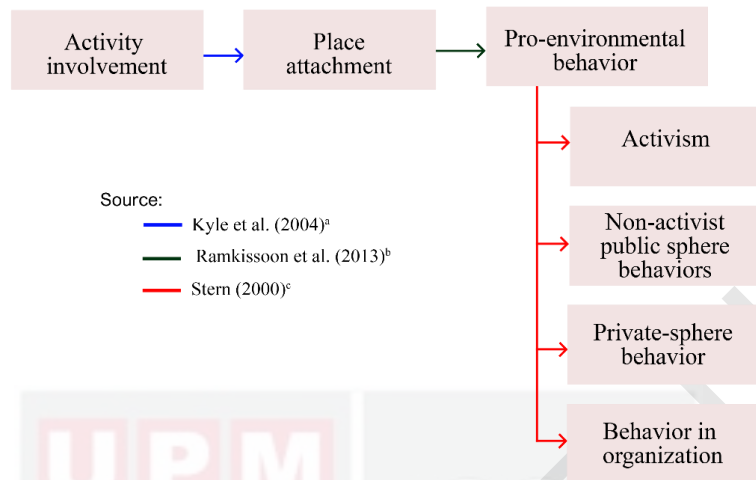 Activity
involvement
Place
attachment
Pro-environmental
behavior
Activism
Non-activist
public sphere
behaviors
Private-sphere
behavior
Behavior in
organization
Source:
Kyle et al. (2004)ᵃ
Ramkissoon et al. (2013)ᵇ
Stern (2000)ᶜ
UPM